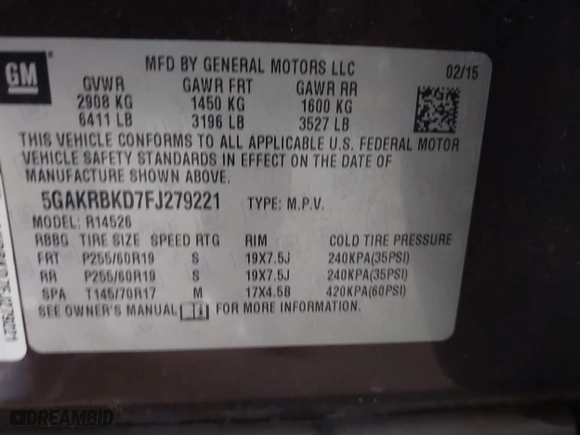 GM
MFD BY GENERAL MOTORS LLC 02/15
GVWR GAWR FRT GAWR RR
2908 KG 1450 KG 1600 KG
6411 LB 3196 LB 3527 LB
THIS VEHICLE CONFORMS TO ALL APPLICABLE U.S. FEDERAL MOTOR
VEHICLE SAFETY STANDARDS IN EFFECT ON THE DATE OF
MANUFACTURE SHOWN ABOVE.
5GAKRBKD7FJ279221 TYPE: M.P.V.
MODEL: R14526
RBBG TIRE SIZE SPEED RTG RIM COLD TIRE PRESSURE
FRT P255/60R19 S 19X7.5J 240KPA(35PSI)
RR P255/60R19 S 19X7.5J 240KPA(35PSI)
SPA T145/70R17 M 17X4.5B 420KPA(60PSI)
SEE OWNER'S MANUAL FOR MORE INFORMATION.
DREAMBID